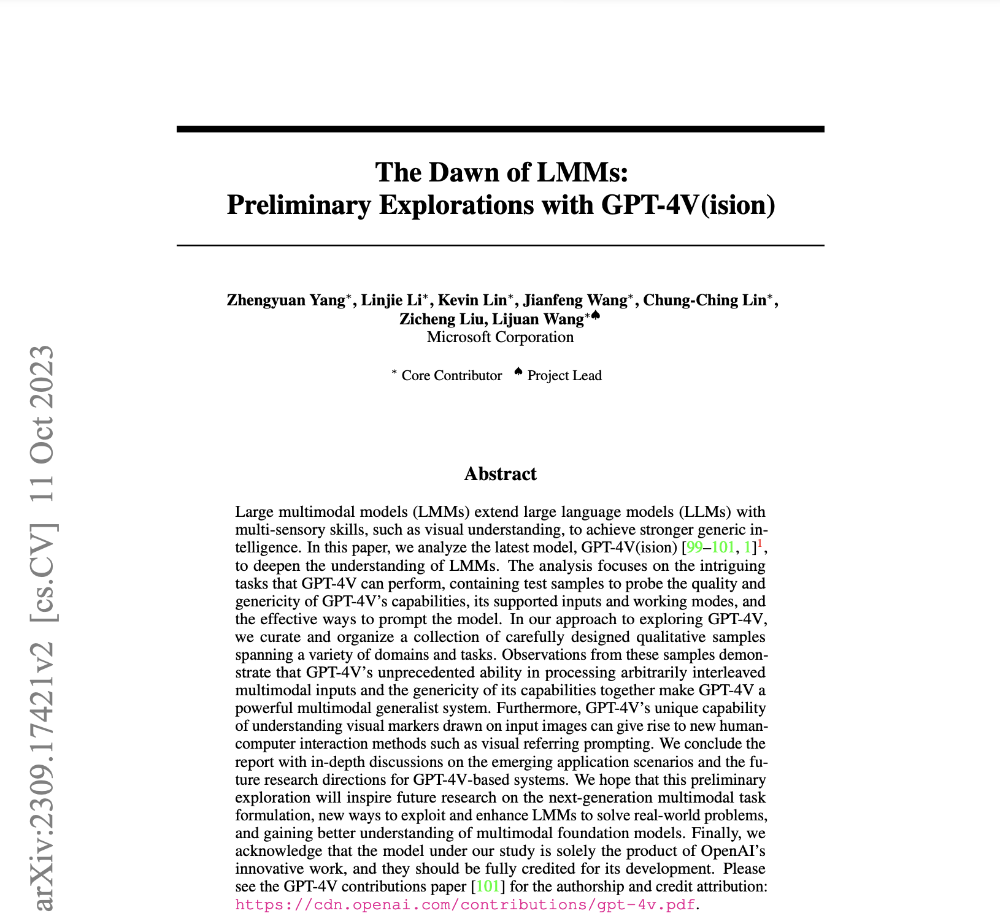 The Dawn of LMMs:
Preliminary Explorations with GPT-4V(ision)
Zhengyuan Yang*, Linjie Li*, Kevin Lin*, Jianfeng Wang*, Chung-Ching Lin*,
Zicheng Liu, Lijuan Wang*♠
Microsoft Corporation
* Core Contributor ♠ Project Lead
Abstract
Large multimodal models (LMMs) extend large language models (LLMs) with
multi-sensory skills, such as visual understanding, to achieve stronger generic in-
telligence. In this paper, we analyze the latest model, GPT-4V(ision) [99–101, 1]1,
to deepen the understanding of LMMs. The analysis focuses on the intriguing
tasks that GPT-4V can perform, containing test samples to probe the quality and
genericity of GPT-4V’s capabilities, its supported inputs and working modes, and
the effective ways to prompt the model. In our approach to exploring GPT-4V,
we curate and organize a collection of carefully designed qualitative samples
spanning a variety of domains and tasks. Observations from these samples demon-
strate that GPT-4V’s unprecedented ability in processing arbitrarily interleaved
multimodal inputs and the genericity of its capabilities together make GPT-4V a
powerful multimodal generalist system. Furthermore, GPT-4V’s unique capability
of understanding visual markers drawn on input images can give rise to new human-
computer interaction methods such as visual referring prompting. We conclude the
report with in-depth discussions on the emerging application scenarios and the fu-
ture research directions for GPT-4V-based systems. We hope that this preliminary
exploration will inspire future research on the next-generation multimodal task
formulation, new ways to exploit and enhance LMMs to solve real-world problems,
and gaining better understanding of multimodal foundation models. Finally, we
acknowledge that the model under our study is solely the product of OpenAI’s
innovative work, and they should be fully credited for its development. Please
see the GPT-4V contributions paper [101] for the authorship and credit attribution:
https://cdn.openai.com/contributions/gpt-4v.pdf.
arXiv:2309.17421v2 [cs.CV] 11 Oct 2023